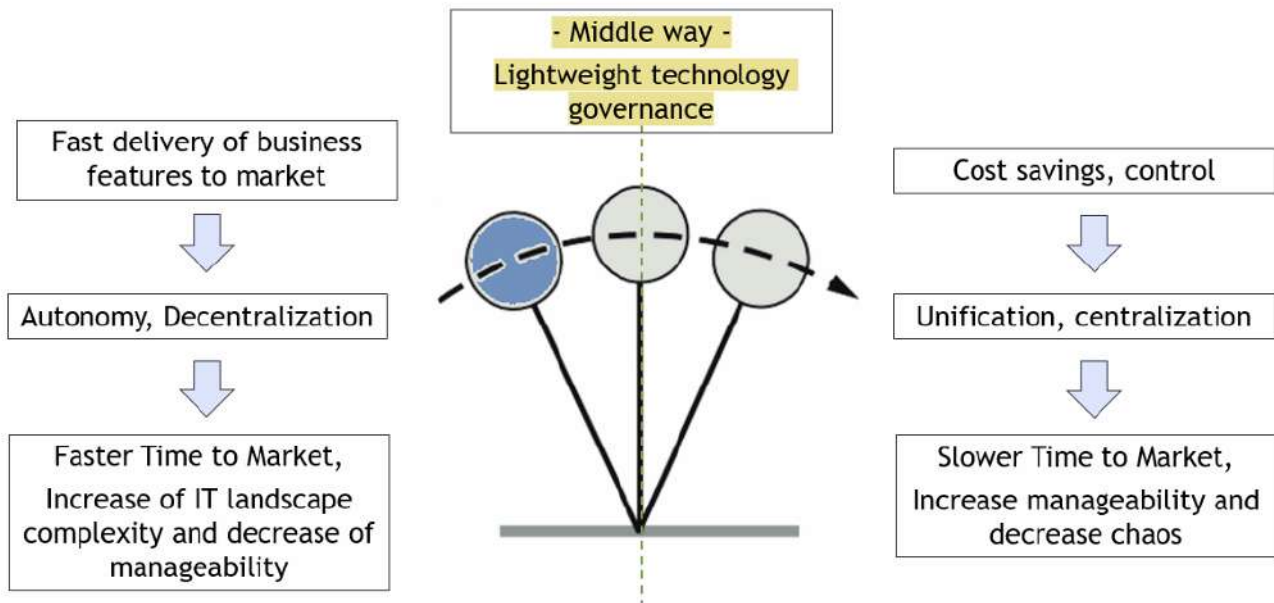 - Middle way -
Lightweight technology
governance
Fast delivery of business
features to market
Autonomy, Decentralization
Faster Time to Market,
Increase of IT landscape
complexity and decrease of
manageability
Cost savings, control
Unification, centralization
Slower Time to Market,
Increase manageability and
decrease chaos